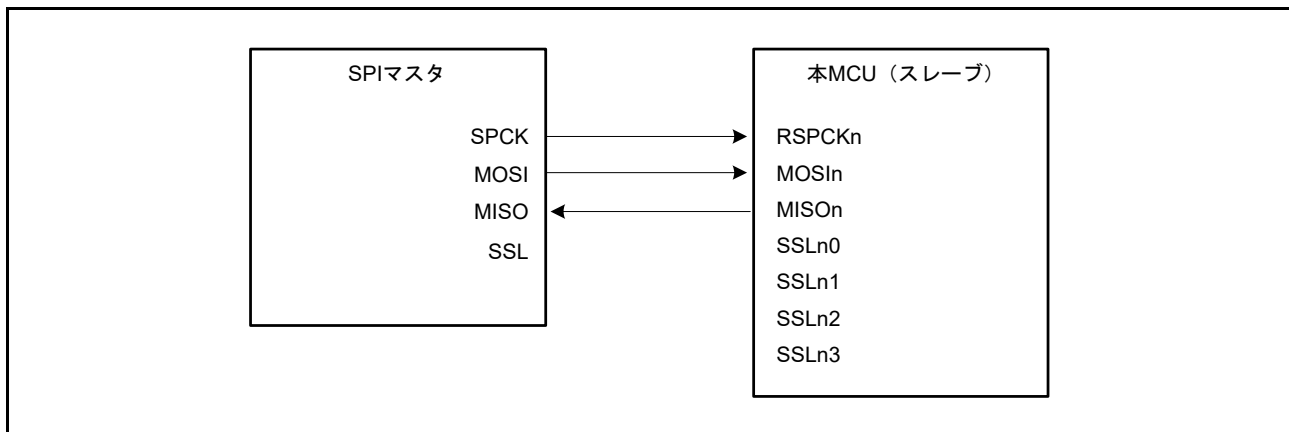 SPIマスタ
SPCK
MOSI
MISO
SSL
本MCU（スレーブ）
RSPCKn
MOSIn
MISOn
SSLn0
SSLn1
SSLn2
SSLn3